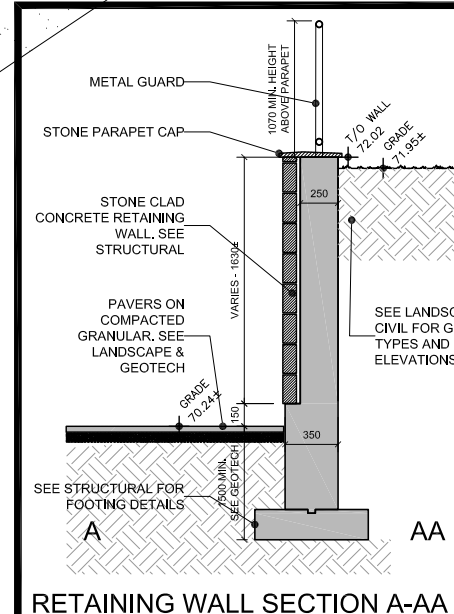 METAL GUARD
1070 MIN. HEIGHT
ABOVE PARAPET
STONE PARAPET CAP
T/O WALL
72.02
GRADE
71.95±
STONE CLAD
CONCRETE RETAINING
WALL. SEE
STRUCTURAL
250
VARIES - 1630±
PAVERS ON
COMPACTED
GRANULAR. SEE
LANDSCAPE &
GEOTECH
SEE LANDSC
CIVIL FOR G
TYPES AND
ELEVATIONS
GRADE
70.24±
150
350
1500 MIN.
SEE GEOTECH
SEE STRUCTURAL FOR
FOOTING DETAILS
A
AA
RETAINING WALL SECTION A-AA